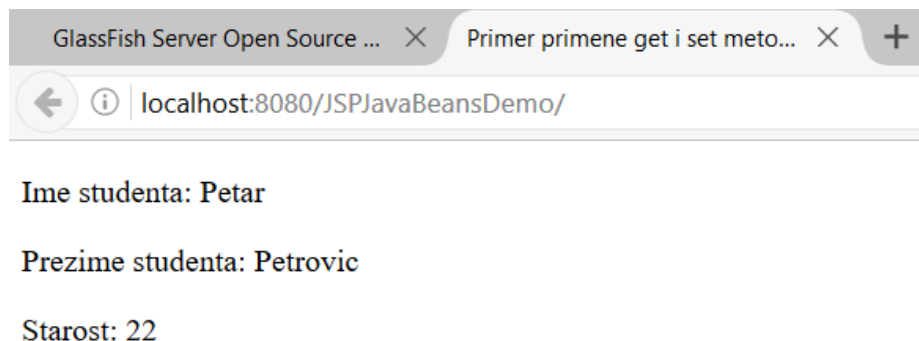 GlassFish Server Open Source ...
Primer primene get i set meto...
localhost:8080/JSPJavaBeansDemo/
Ime studenta: Petar
Prezime studenta: Petrovic
Starost: 22